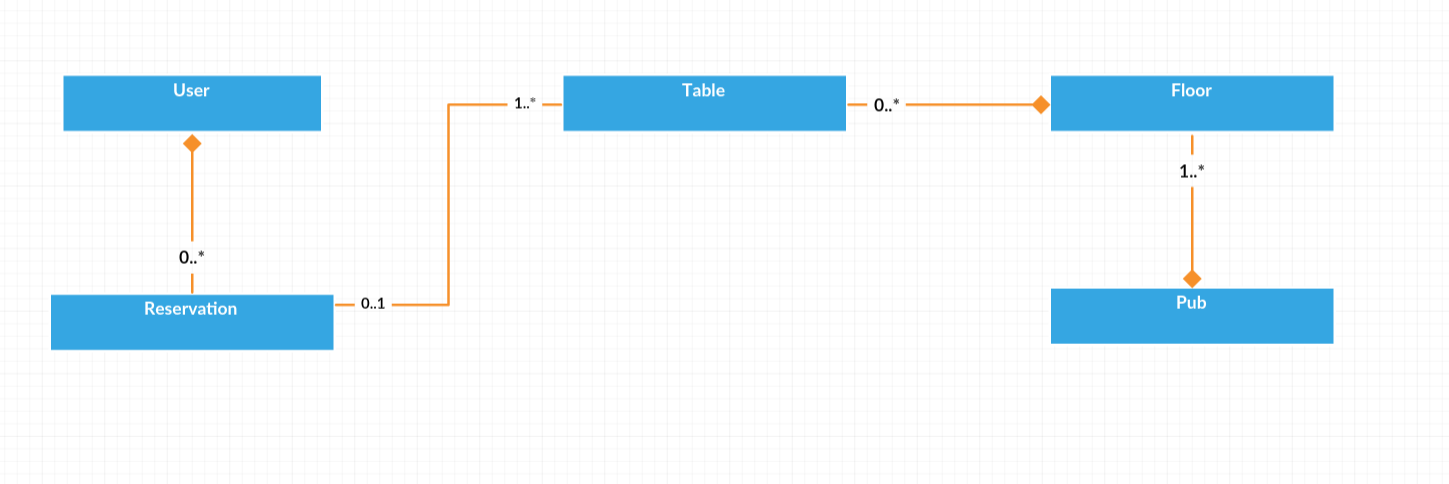 User
Table
Floor
1..*
0..*
1..*
0..*
Reservation
0..1
Pub